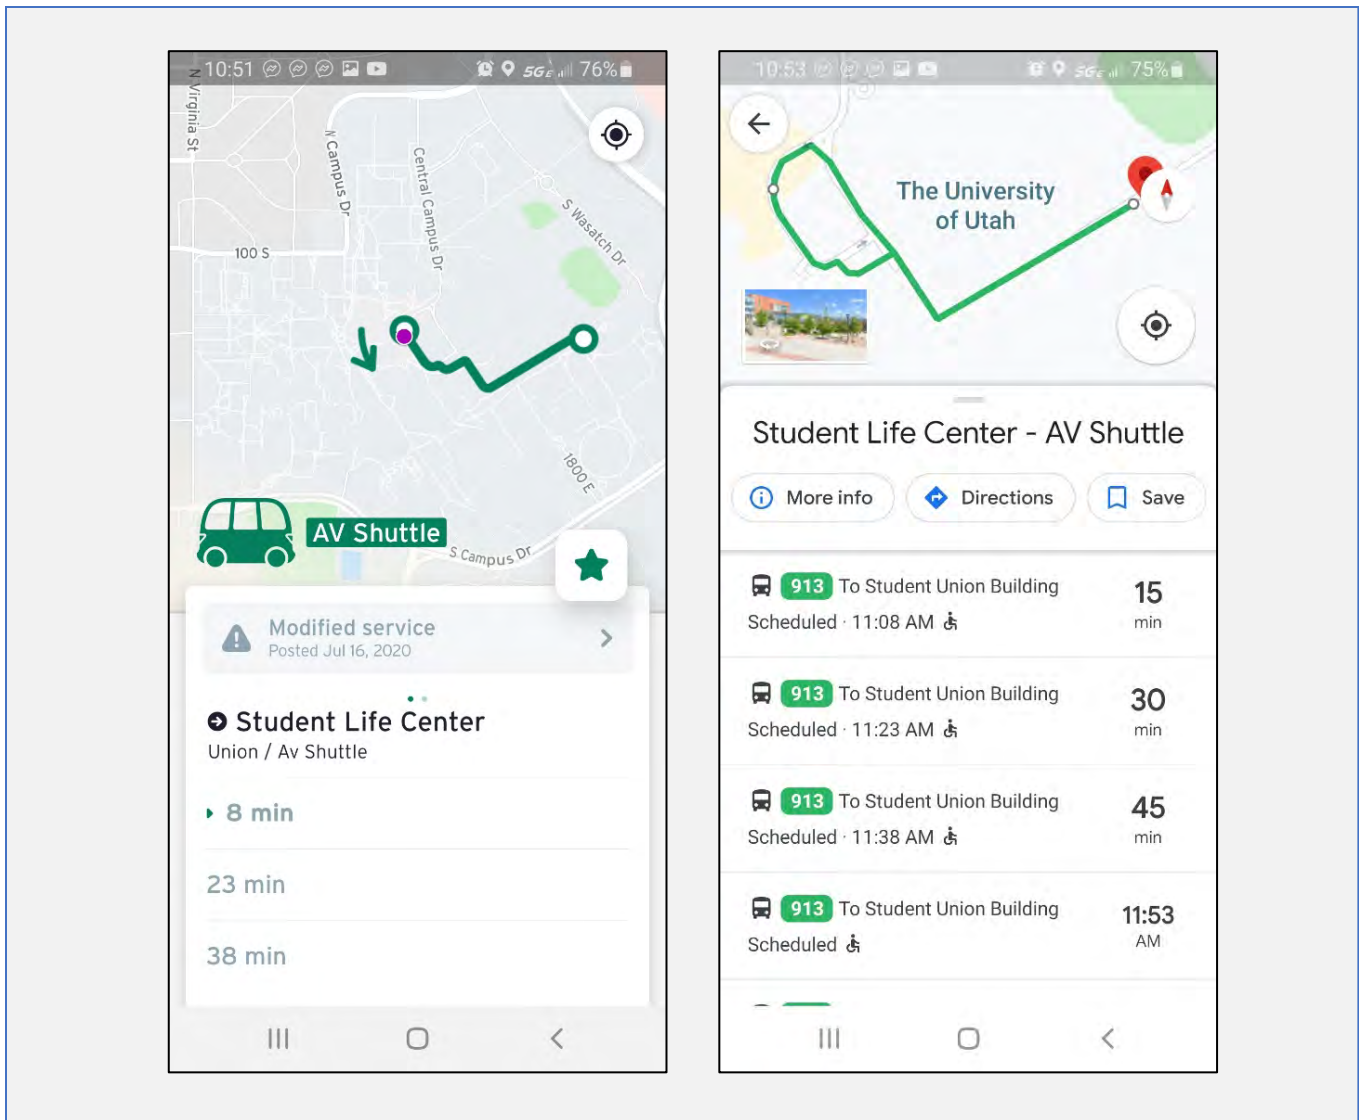 10:51 5GE 76%
N Virginia St
N Campus Dr
Central Campus Dr
S Wasatch Dr
100 S
1800 E
AV Shuttle
S Campus Dr
Modified service
Posted Jul 16, 2020
Student Life Center
Union / Av Shuttle
8 min
23 min
38 min
10:53 5GE 75%
The University
of Utah
Student Life Center - AV Shuttle
More info Directions Save
913 To Student Union Building 15
Scheduled · 11:08 AM min
913 To Student Union Building 30
Scheduled · 11:23 AM min
913 To Student Union Building 45
Scheduled · 11:38 AM min
913 To Student Union Building 11:53
Scheduled AM